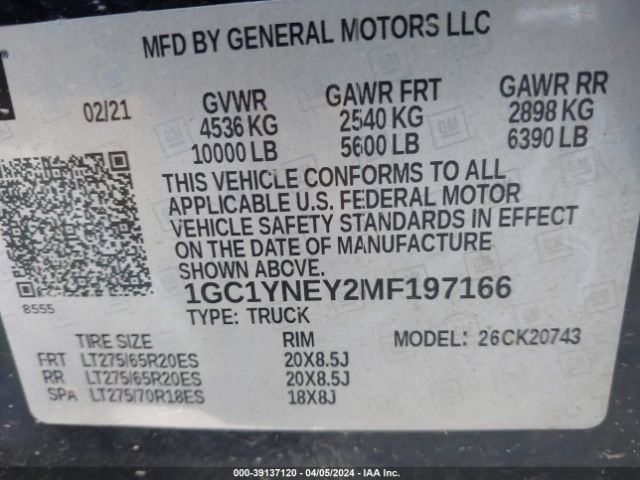 MFD BY GENERAL MOTORS LLC
02/21
GVWR GAWR FRT GAWR RR
4536 KG 2540 KG 2898 KG
10000 LB 5600 LB 6390 LB
THIS VEHICLE CONFORMS TO ALL
APPLICABLE U.S. FEDERAL MOTOR
VEHICLE SAFETY STANDARDS IN EFFECT
ON THE DATE OF MANUFACTURE
SHOWN ABOVE.
8555
1GC1YNEY2MF197166
TYPE: TRUCK
TIRE SIZE RIM MODEL: 26CK20743
FRT LT275/65R20ES 20X8.5J
RR LT275/65R20ES 20X8.5J
SPA LT275/70R18ES 18X8J
000-39137120 - 04/05/2024 - IAA Inc.